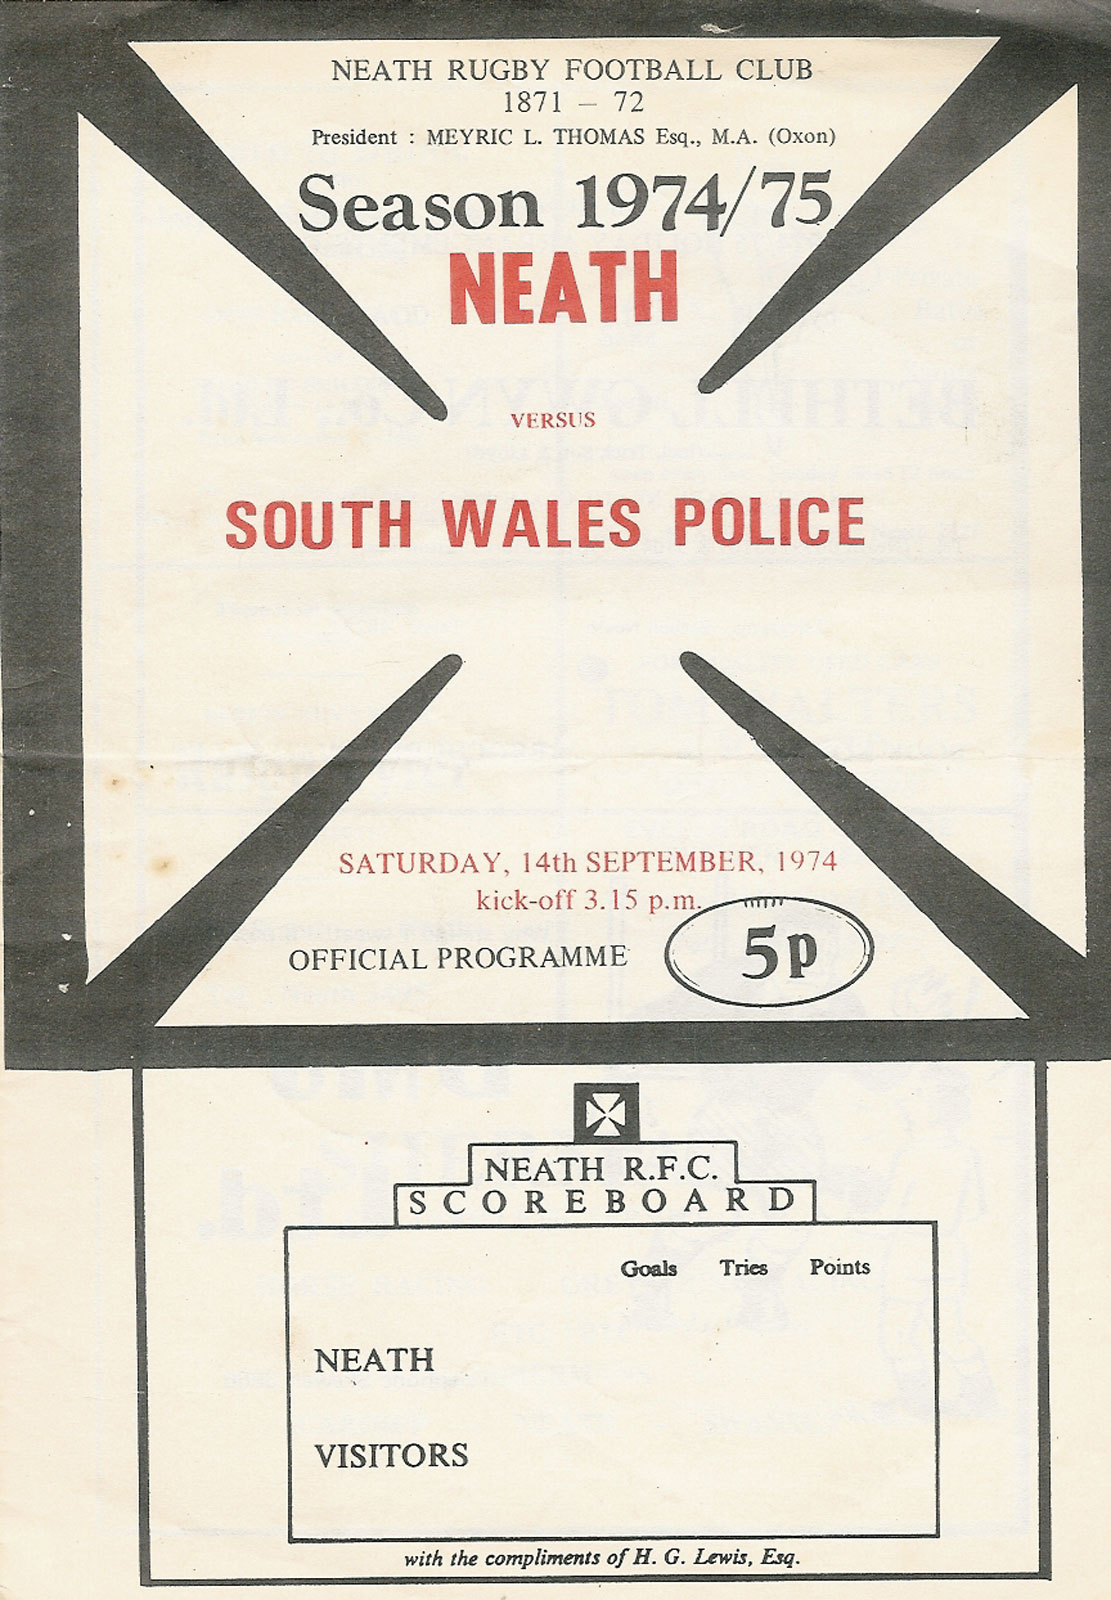 NEATH RUGBY FOOTBALL CLUB
1871 – 72
President : MEYRIC L. THOMAS Esq., M.A. (Oxon)
Season 1974/75
NEATH
VERSUS
SOUTH WALES POLICE
SATURDAY, 14th SEPTEMBER, 1974
kick-off 3.15 p.m.
OFFICIAL PROGRAMME
5p
NEATH R.F.C.
SCOREBOARD
Goals Tries Points
NEATH
VISITORS
with the compliments of H. G. Lewis, Esq.